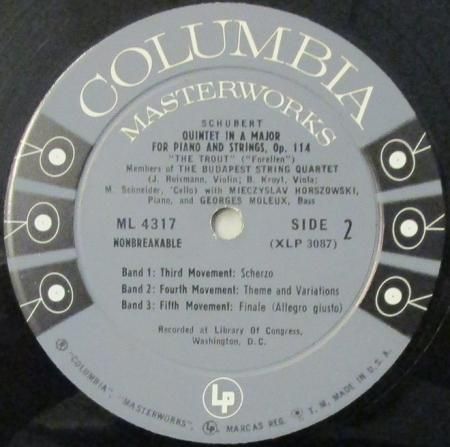 COLUMBIA
MASTERWORKS
SCHUBERT
QUINTET IN A MAJOR
FOR PIANO AND STRINGS, Op. 114
"THE TROUT" ("Forellen")
Members of THE BUDAPEST STRING QUARTET
(J. Roismann, Violin; B. Kroyt, Viola;
M. Schneider, 'Cello) with MIECZYSLAW HORSZOWSKI,
Piano, and GEORGES MOLEUX, Bass
ML 4317
NONBREAKABLE
SIDE 2
(XLP 3087)
Band 1: Third Movement: Scherzo
Band 2: Fourth Movement: Theme and Variations
Band 3: Fifth Movement: Finale (Allegro giusto)
Recorded at Library Of Congress,
Washington, D.C.
Lp
® "COLUMBIA", "MASTERWORKS", Lp, MARCAS REG. ® T. M. MADE IN U.S.A.